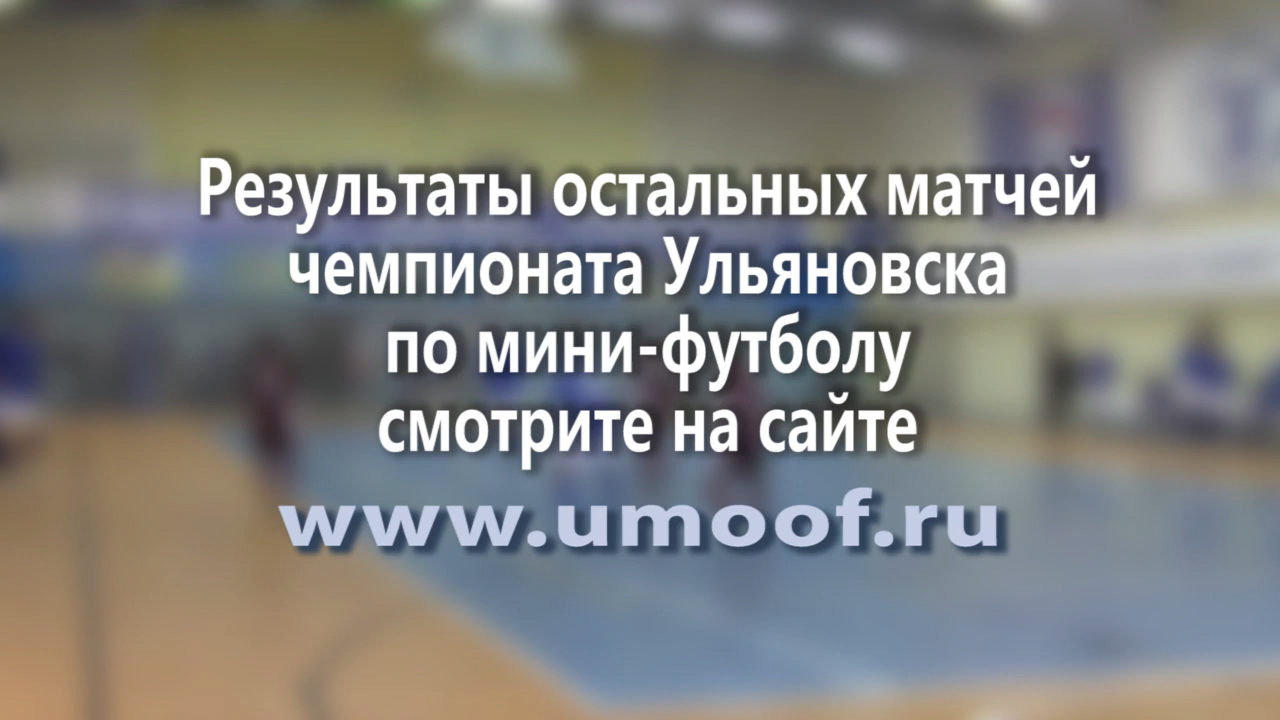 Результаты остальных матчей
чемпионата Ульяновска
по мини-футболу
смотрите на сайте
www.umoof.ru